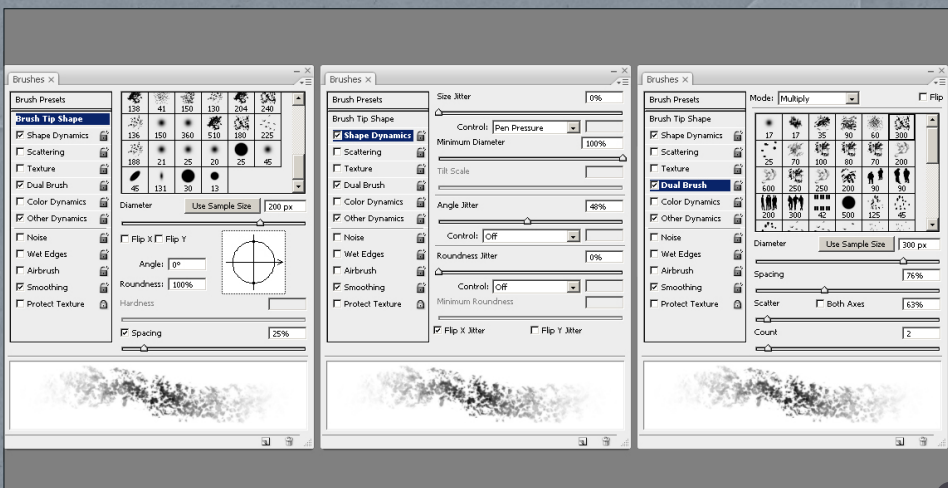 Brushes ×
Brush Presets
Brush Tip Shape
Shape Dynamics
Scattering
Texture
Dual Brush
Color Dynamics
Other Dynamics
Noise
Wet Edges
Airbrush
Smoothing
Protect Texture
138 41 150 130 204 240
136 150 360 510 180 225
188 21 25 20 25 45
45 131 30 13
Diameter Use Sample Size 200 px
Flip X Flip Y
Angle: 0°
Roundness: 100%
Hardness
Spacing 25%
Brushes ×
Brush Presets
Brush Tip Shape
Shape Dynamics
Scattering
Texture
Dual Brush
Color Dynamics
Other Dynamics
Noise
Wet Edges
Airbrush
Smoothing
Protect Texture
Size Jitter 0%
Control: Pen Pressure
Minimum Diameter 100%
Tilt Scale
Angle Jitter 48%
Control: Off
Roundness Jitter 0%
Control: Off
Minimum Roundness
Flip X Jitter Flip Y Jitter
Brushes ×
Brush Presets
Brush Tip Shape
Shape Dynamics
Scattering
Texture
Dual Brush
Color Dynamics
Other Dynamics
Noise
Wet Edges
Airbrush
Smoothing
Protect Texture
Mode: Multiply Flip
17 17 35 90 60 300
25 70 100 80 70 200
600 250 250 200 90 90
200 300 42 500 125 45
Diameter Use Sample Size 300 px
Spacing 76%
Scatter Both Axes 63%
Count 2